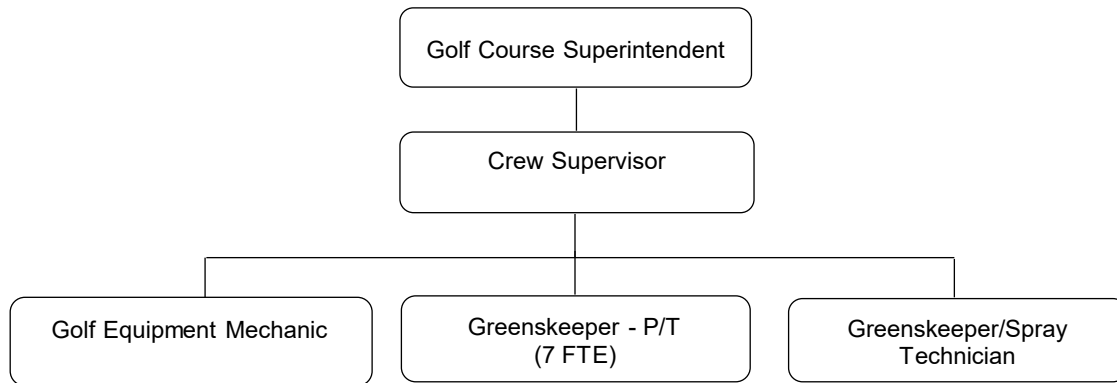 Golf Course Superintendent
Crew Supervisor
Golf Equipment Mechanic
Greenskeeper - P/T
(7 FTE)
Greenskeeper/Spray
Technician